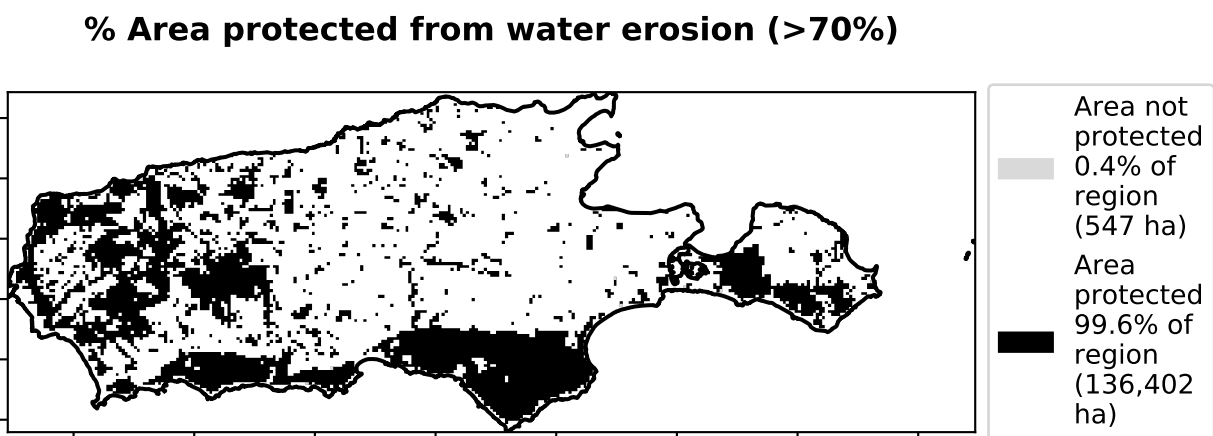 % Area protected from water erosion (>70%)
Area not
protected
0.4% of
region
(547 ha)
Area
protected
99.6% of
region
(136,402
ha)